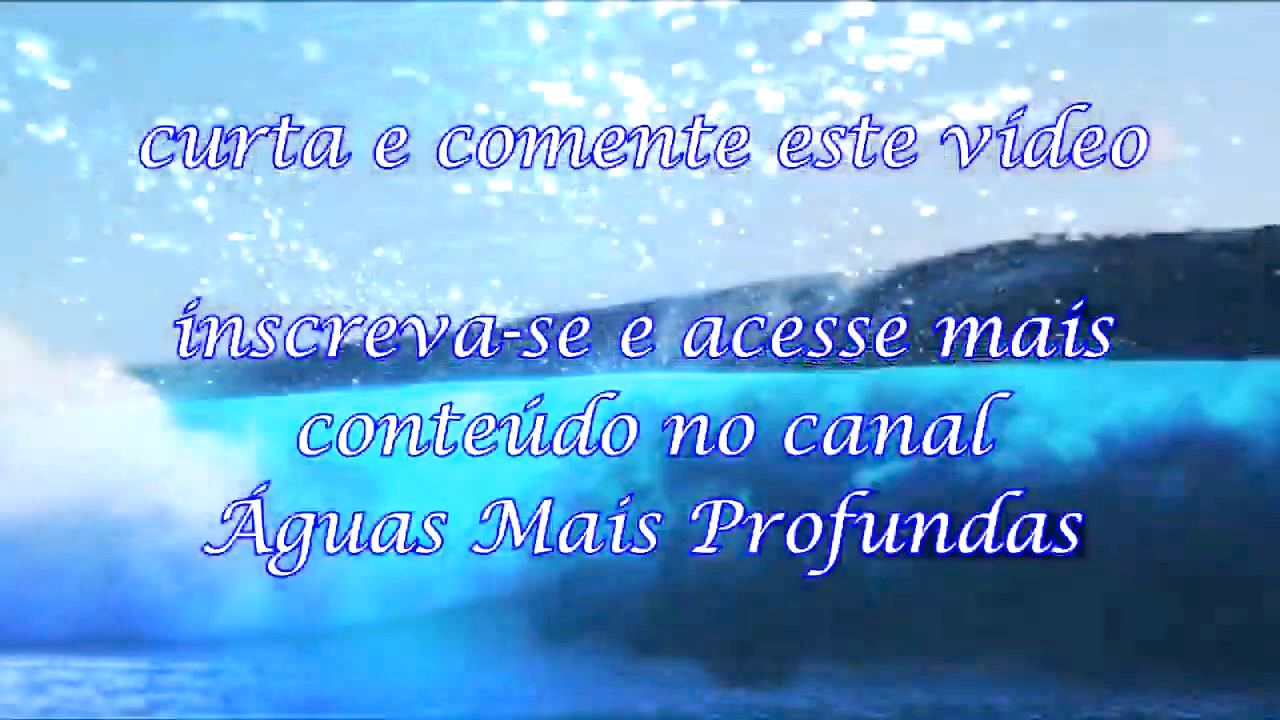 curta e comente este vídeo
inscreva-se e acesse mais
conteúdo no canal
Águas Mais Profundas